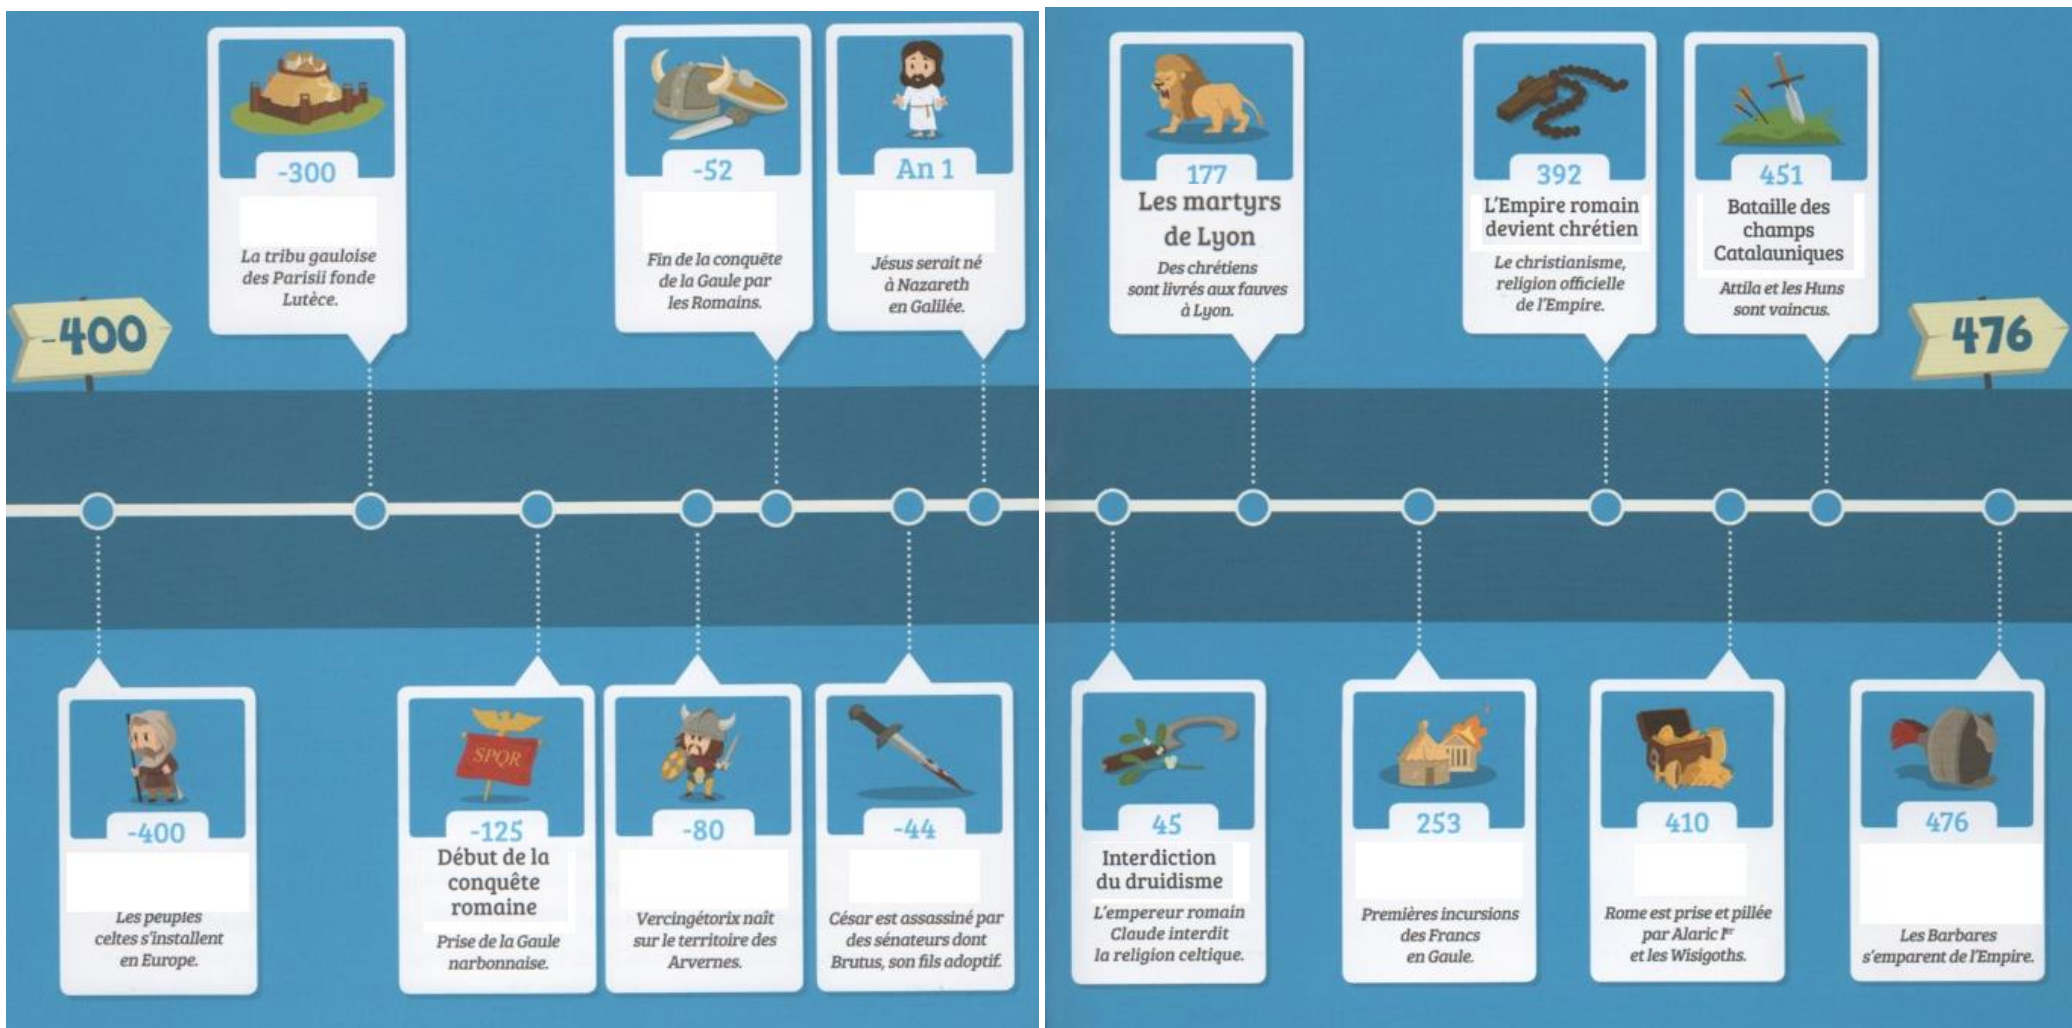 -300
La tribu gauloise
des Parisii fonde
Lutèce.
-52
Fin de la conquête
de la Gaule par
les Romains.
An 1
Jésus serait né
à Nazareth
en Galilée.
177
Les martyrs
de Lyon
Des chrétiens
sont livrés aux fauves
à Lyon.
392
L'Empire romain
devient chrétien
Le christianisme,
religion officielle
de l'Empire.
451
Bataille des
champs
Catalauniques
Attila et les Huns
sont vaincus.
-400
476
-400
Les peuples
celtes s'installent
en Europe.
SPQR
-125
Début de la
conquête
romaine
Prise de la Gaule
narbonnaise.
-80
Vercingétorix naît
sur le territoire des
Arvernes.
-44
César est assassiné par
des sénateurs dont
Brutus, son fils adoptif.
45
Interdiction
du druidisme
L'empereur romain
Claude interdit
la religion celtique.
253
Premières incursions
des Francs
en Gaule.
410
Rome est prise et pillée
par Alaric Iᵉʳ
et les Wisigoths.
476
Les Barbares
s'emparent de l'Empire.